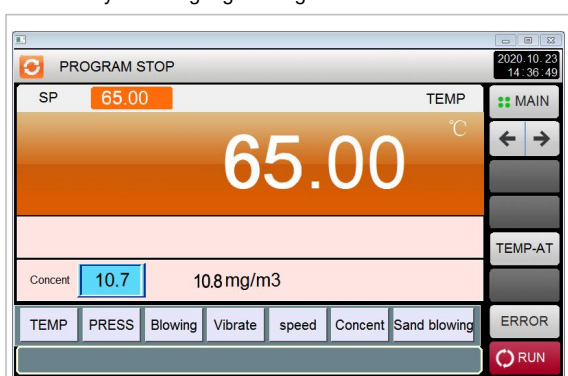 PROGRAM STOP
2020.10.23
14:36:49
SP 65.00 TEMP
MAIN
65.00 ℃
TEMP-AT
Concent 10.7 10.8 mg/m3
TEMP PRESS Blowing Vibrate speed Concent Sand blowing
ERROR
RUN